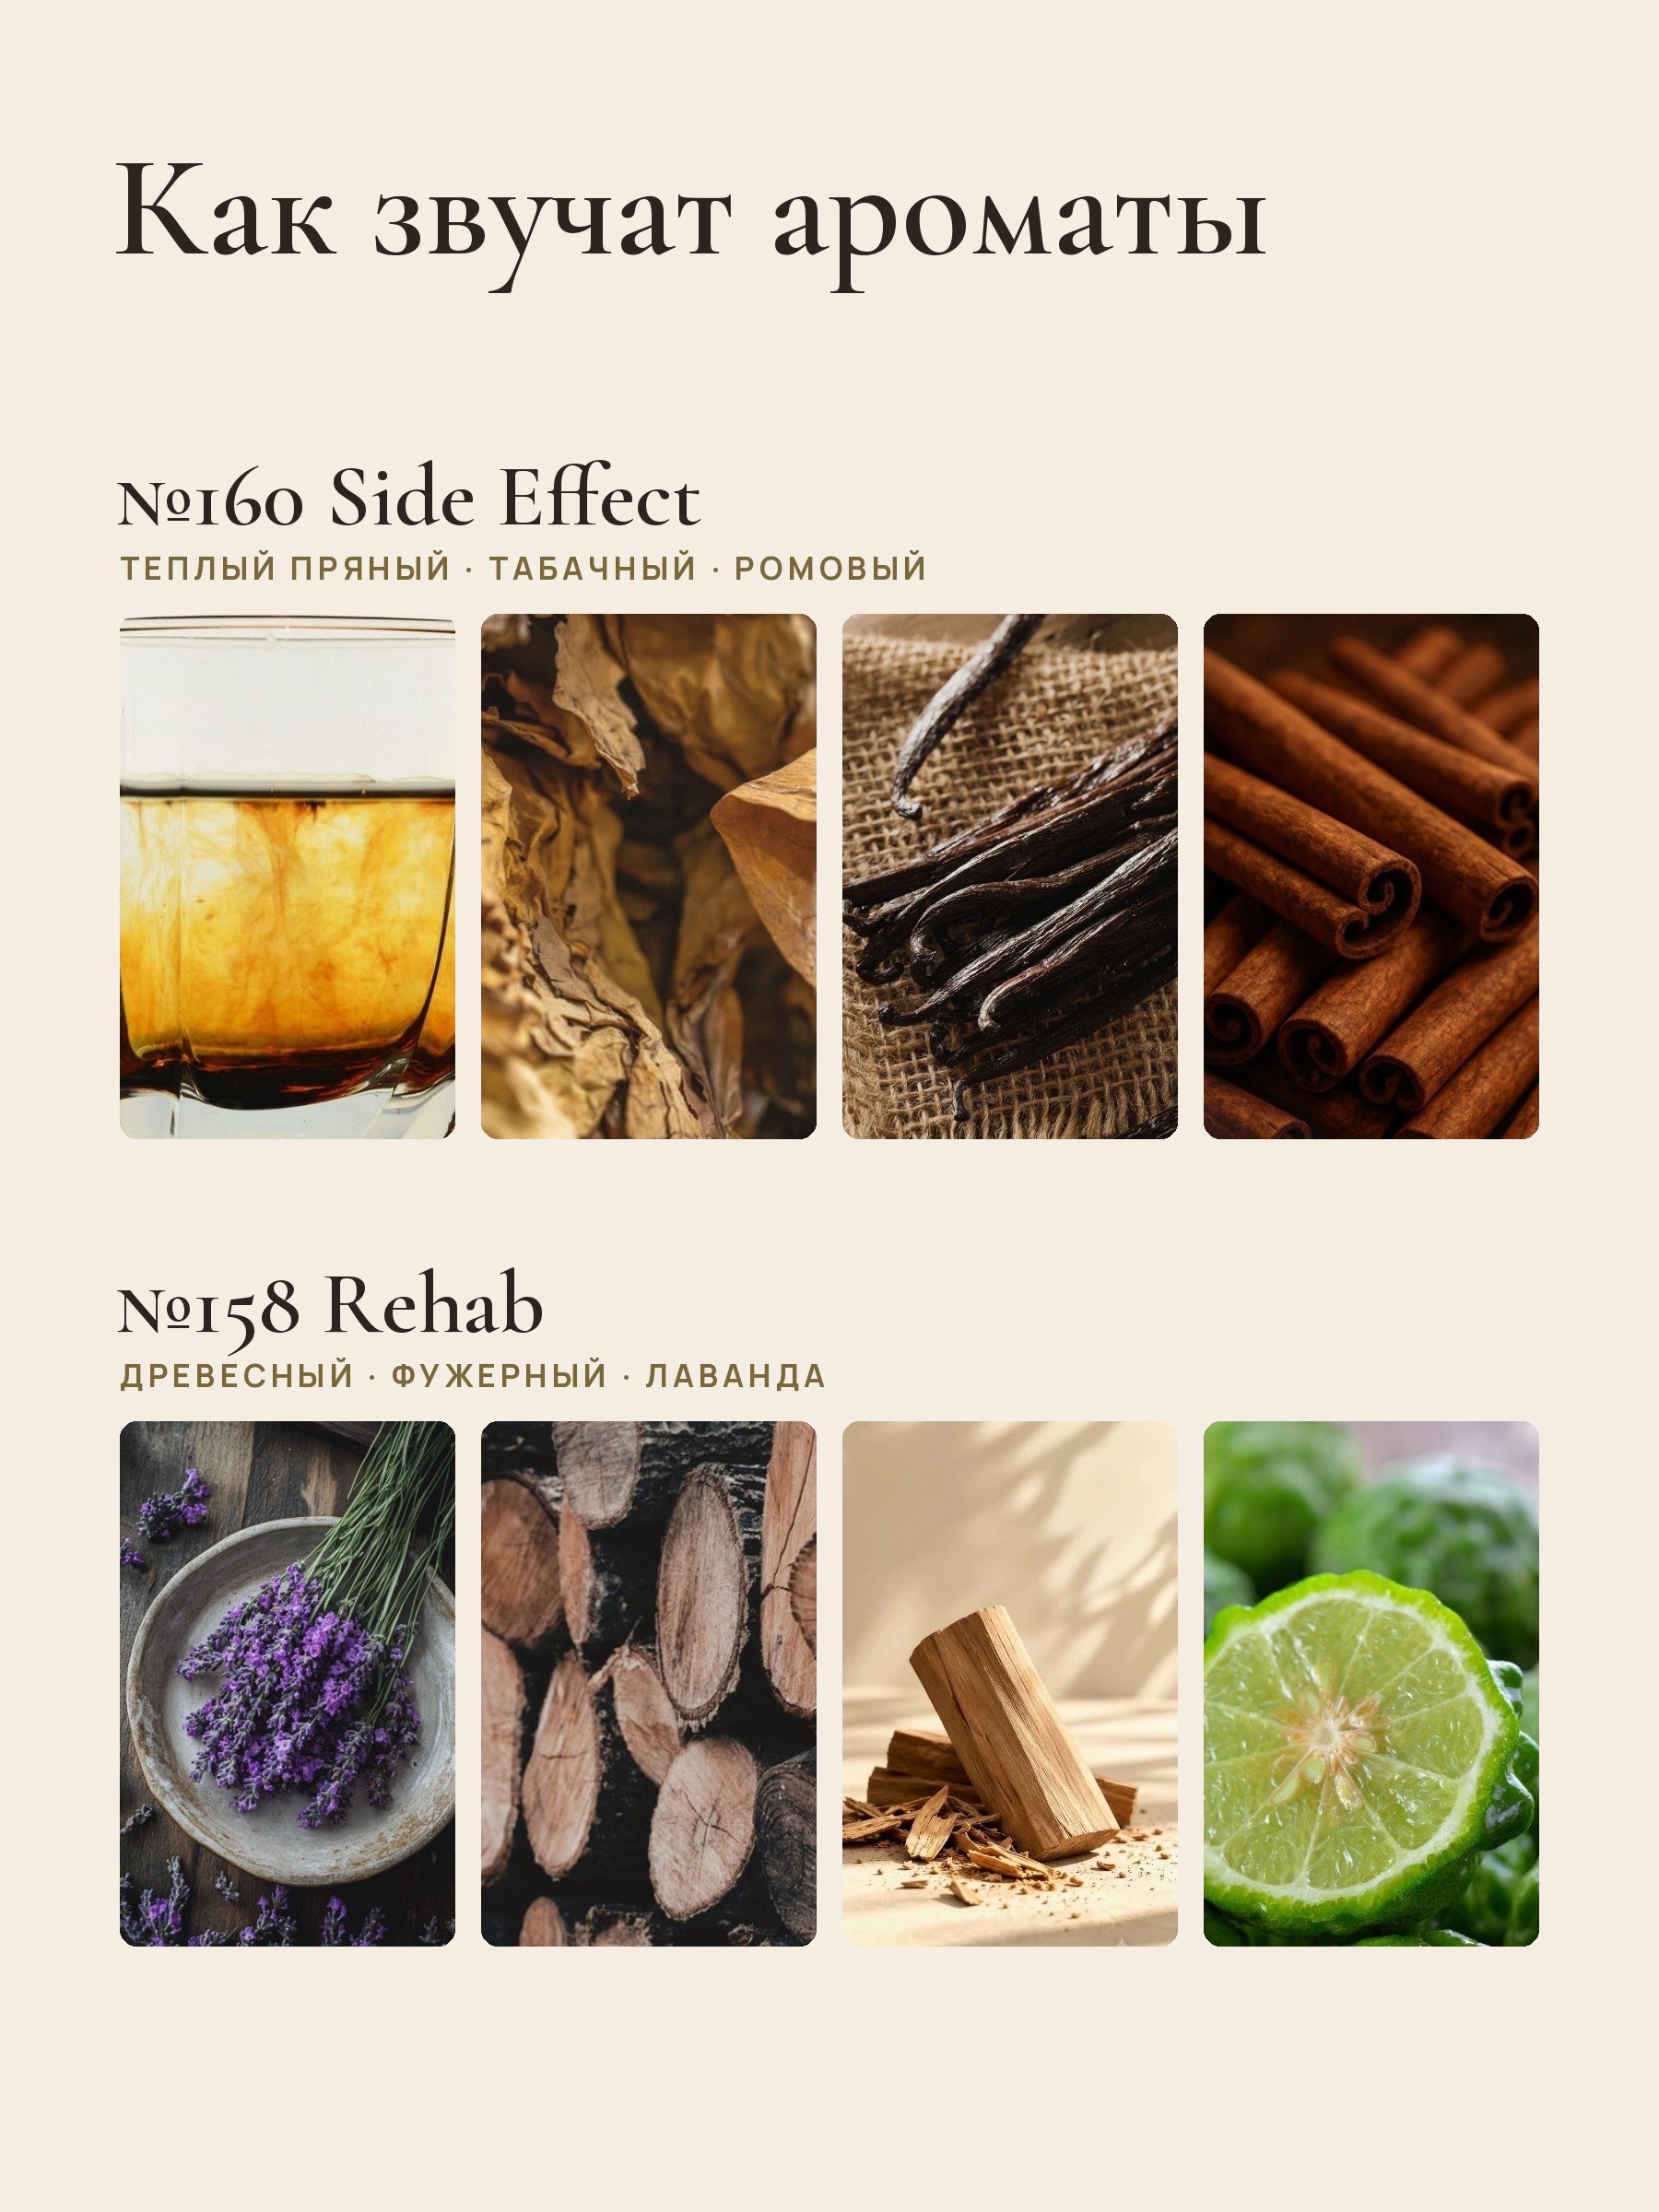 Как звучат ароматы
№160 Side Effect
ТЕПЛЫЙ ПРЯНЫЙ · ТАБАЧНЫЙ · РОМОВЫЙ
№158 Rehab
ДРЕВЕСНЫЙ · ФУЖЕРНЫЙ · ЛАВАНДА